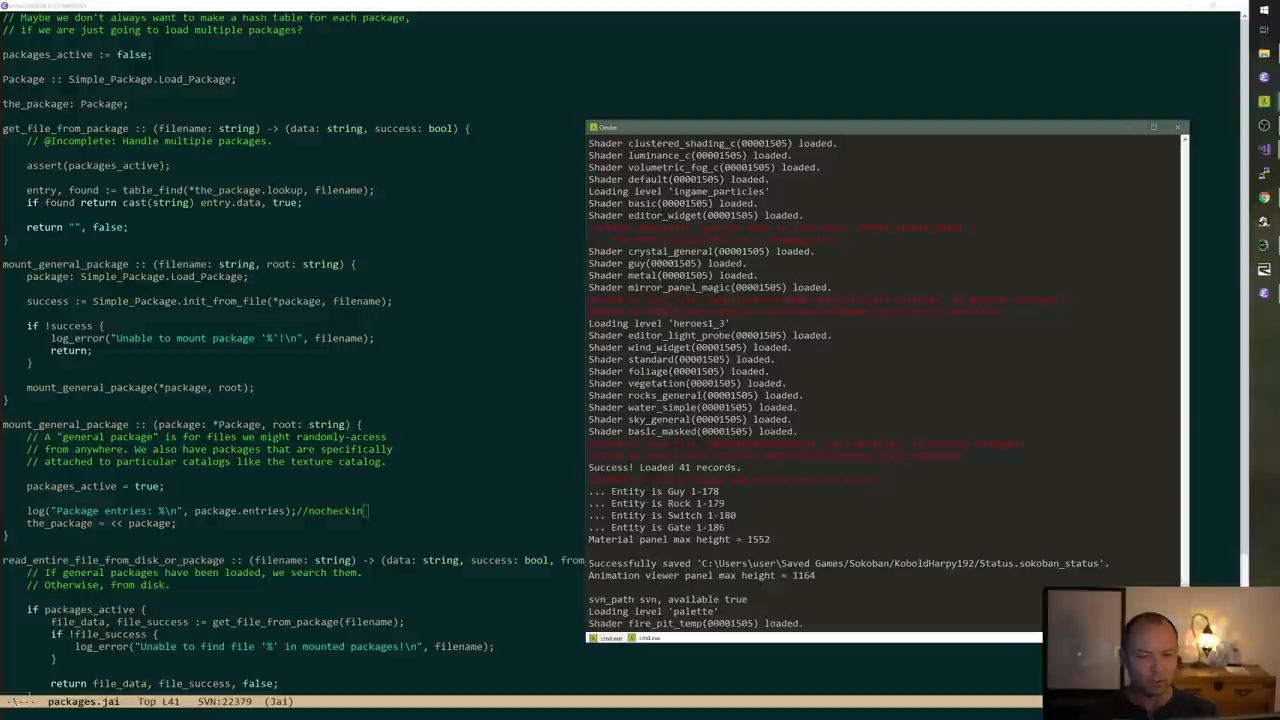 // Maybe we don't always want to make a hash table for each package,
// if we are just going to load multiple packages?
packages_active := false;
Package :: Simple_Package.Load_Package;
the_package: Package;
get_file_from_package :: (filename: string) -> (data: string, success: bool) {
// @Incomplete: Handle multiple packages.
assert(packages_active);
entry, found := table_find(*the_package.lookup, filename);
if found return cast(string) entry.data, true;
return "", false;
}
mount_general_package :: (filename: string, root: string) {
package: Simple_Package.Load_Package;
success := Simple_Package.init_from_file(*package, filename);
if !success {
log_error("Unable to mount package '%'!\n", filename);
return;
}
mount_general_package(*package, root);
}
mount_general_package :: (package: *Package, root: string) {
// A "general package" is for files we might randomly-access
// from anywhere. We also have packages that are specifically
// attached to particular catalogs like the texture catalog.
packages_active = true;
log("Package entries: %\n", package.entries);//nocheckin
the_package = << package;
}
read_entire_file_from_disk_or_package :: (filename: string) -> (data: string, success: bool, from_
// If general packages have been loaded, we search them.
// Otherwise, from disk.
if packages_active {
file_data, file_success := get_file_from_package(filename);
if !file_success {
log_error("Unable to find file '%' in mounted packages!\n", filename);
}
return file_data, file_success, false;
-\--- packages.jai Top L41 SVN:22379 (Jai)
Cmder
Shader clustered_shading_c(00001505) loaded.
Shader luminance_c(00001505) loaded.
Shader volumetric_fog_c(00001505) loaded.
Shader default(00001505) loaded.
Loading level 'ingame_particles'
Shader basic(00001505) loaded.
Shader editor_widget(00001505) loaded.
Shader crystal_general(00001505) loaded.
Shader guy(00001505) loaded.
Shader metal(00001505) loaded.
Shader mirror_panel_magic(00001505) loaded.
Loading level 'heroes1_3'
Shader editor_light_probe(00001505) loaded.
Shader wind_widget(00001505) loaded.
Shader standard(00001505) loaded.
Shader foliage(00001505) loaded.
Shader vegetation(00001505) loaded.
Shader rocks_general(00001505) loaded.
Shader water_simple(00001505) loaded.
Shader sky_general(00001505) loaded.
Shader basic_masked(00001505) loaded.
Success! Loaded 41 records.
... Entity is Guy 1-178
... Entity is Rock 1-179
... Entity is Switch 1-180
... Entity is Gate 1-186
Material panel max height = 1552
Successfully saved 'C:\Users\user\Saved Games/Sokoban/KoboldHarpy192/Status.sokoban_status'.
Animation viewer panel max height = 1164
svn_path svn, available true
Loading level 'palette'
Shader fire_pit_temp(00001505) loaded.
cmd.exe cmd.exe